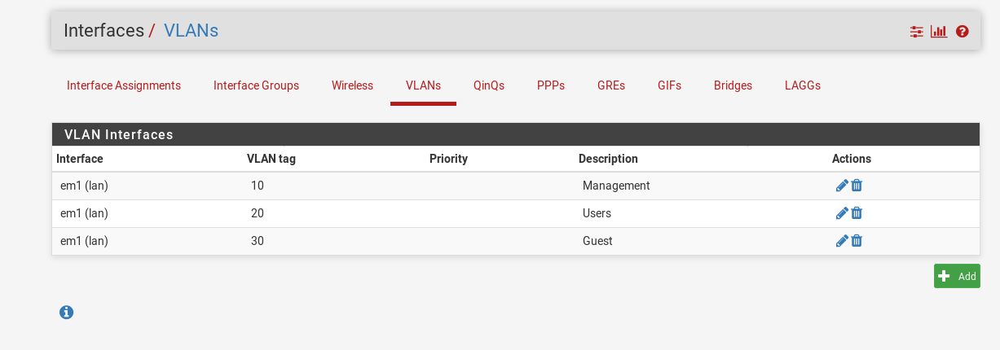 Interfaces / VLANs
Interface Assignments Interface Groups Wireless VLANs QinQs PPPs GREs GIFs Bridges LAGGs
VLAN Interfaces
Interface VLAN tag Priority Description Actions
em1 (lan) 10 Management
em1 (lan) 20 Users
em1 (lan) 30 Guest
Add